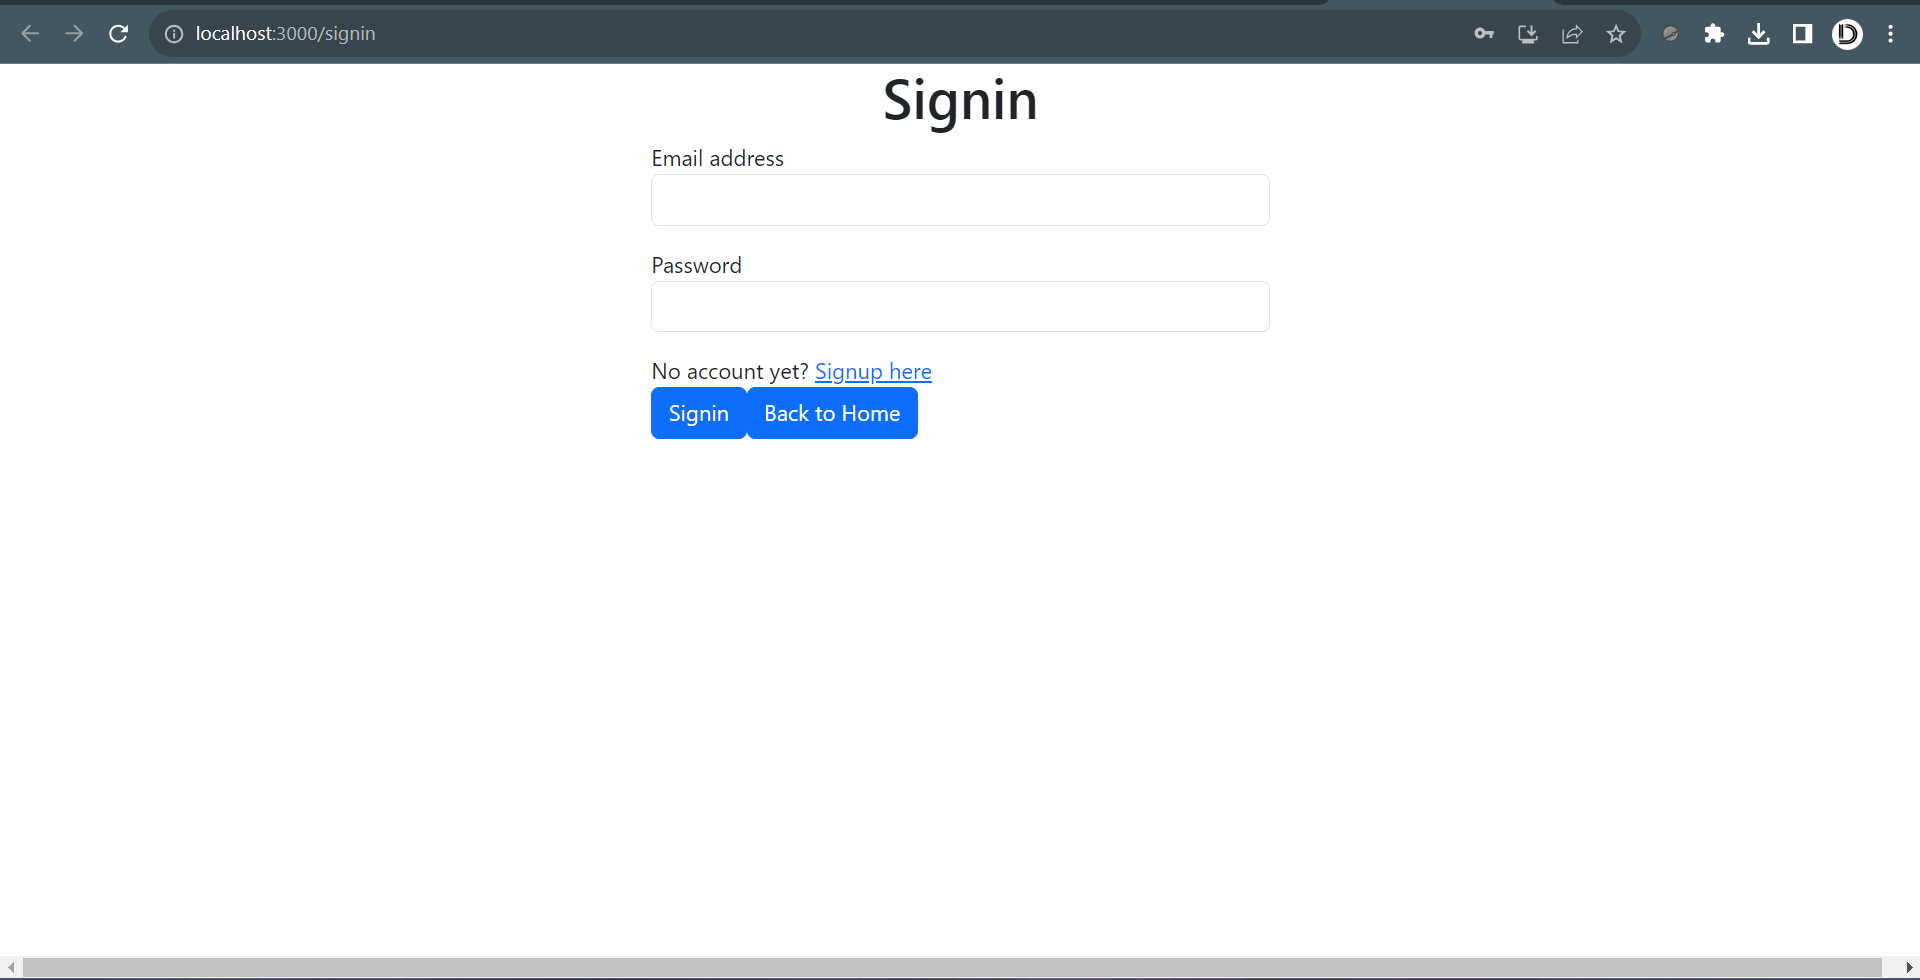 localhost:3000/signin
Signin
Email address
Password
No account yet? Signup here
Signin
Back to Home